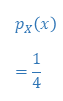 p_X(x)
= 1/4